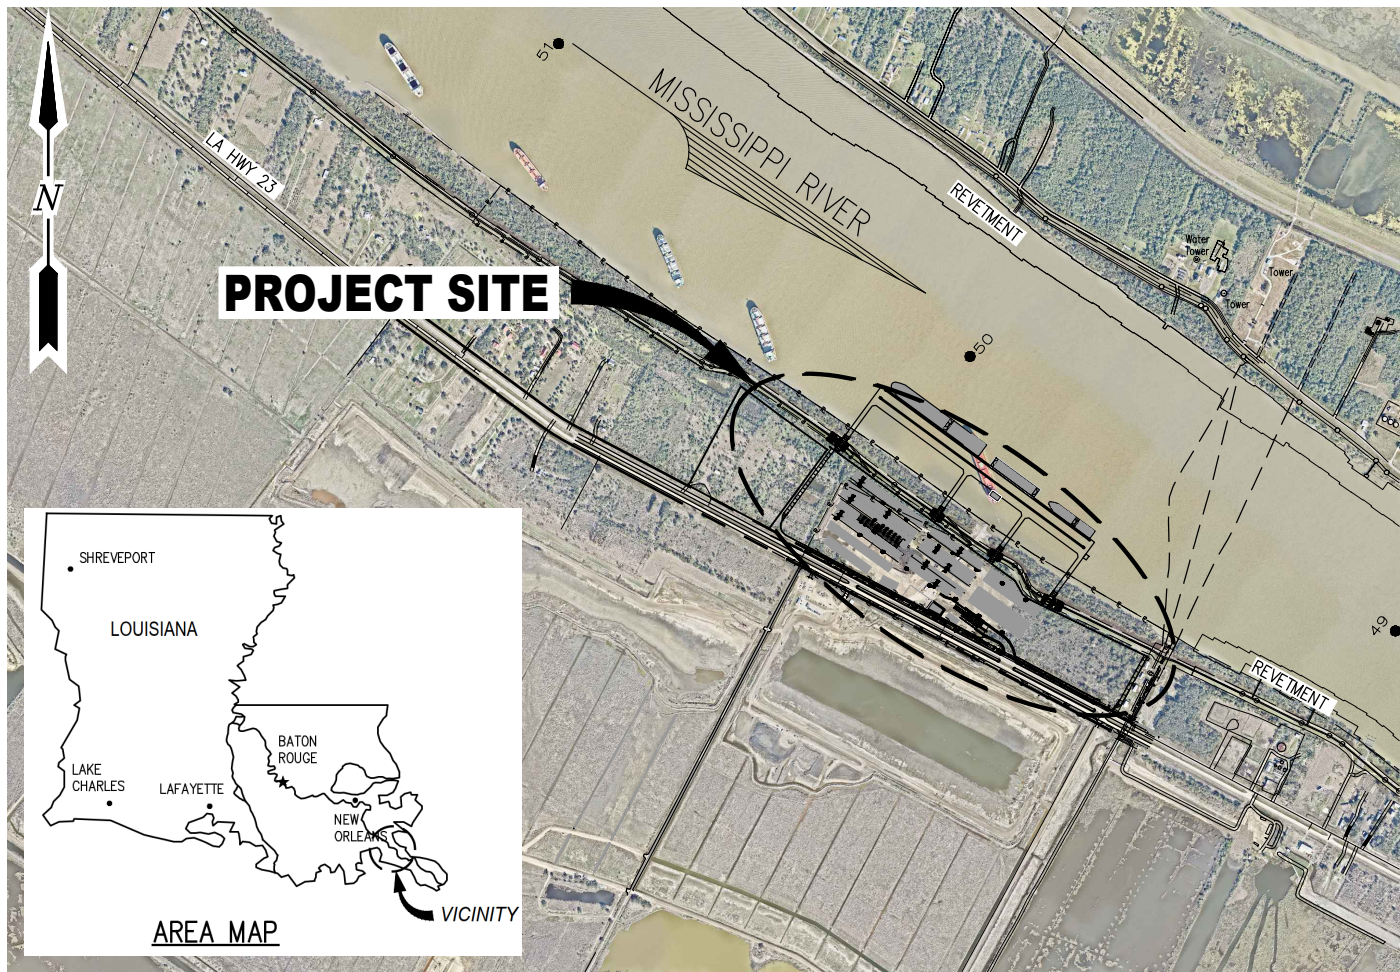 51
MISSISSIPPI RIVER
LA HWY 23
N
REVETMENT
Water
Tower
Tower
Tower
PROJECT SITE
50
49
REVETMENT
SHREVEPORT
LOUISIANA
BATON
ROUGE
LAKE
CHARLES
LAFAYETTE
NEW
ORLEANS
VICINITY
AREA MAP